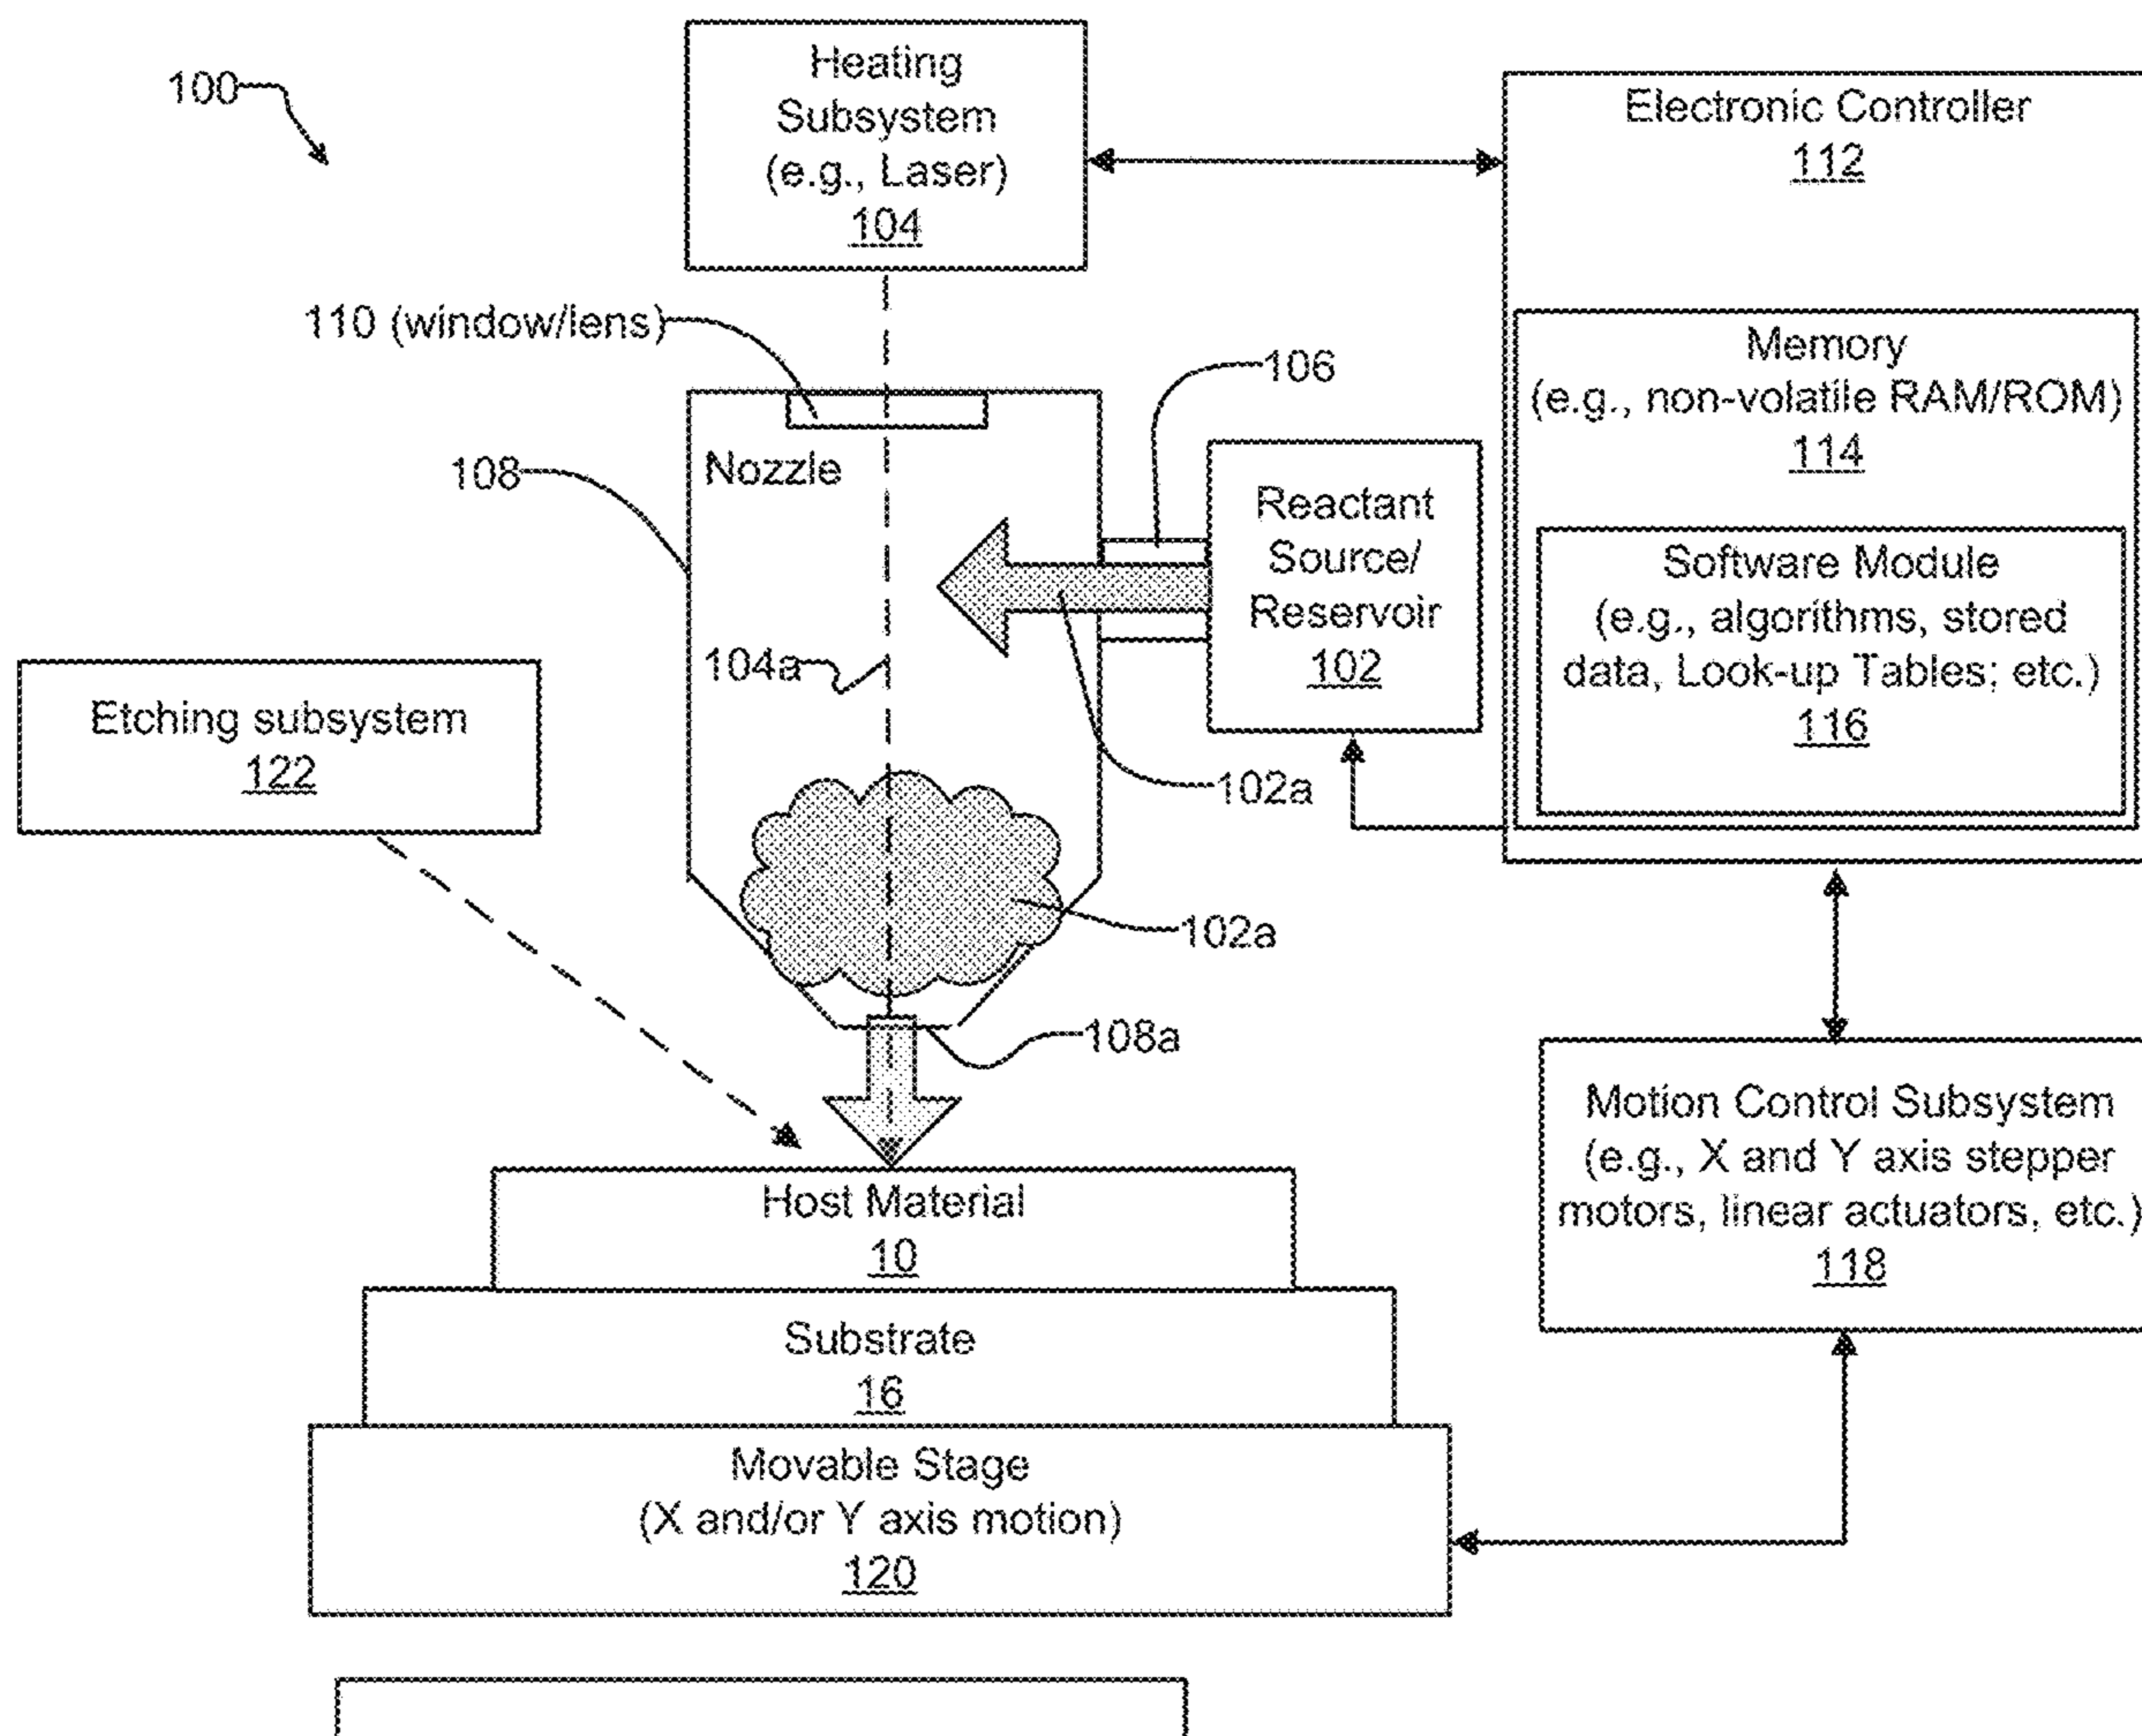 100
Heating
Subsystem
(e.g., Laser)
104
Electronic Controller
112
110 (window/lens)
106
Memory
(e.g., non-volatile RAM/ROM)
114
108
Nozzle
Reactant
Source/
Reservoir
102
Software Module
(e.g., algorithms, stored
data, Look-up Tables; etc.)
116
104a
Etching subsystem
122
102a
102a
108a
Motion Control Subsystem
(e.g., X and Y axis stepper
motors, linear actuators, etc.)
118
Host Material
10
Substrate
16
Movable Stage
(X and/or Y axis motion)
120